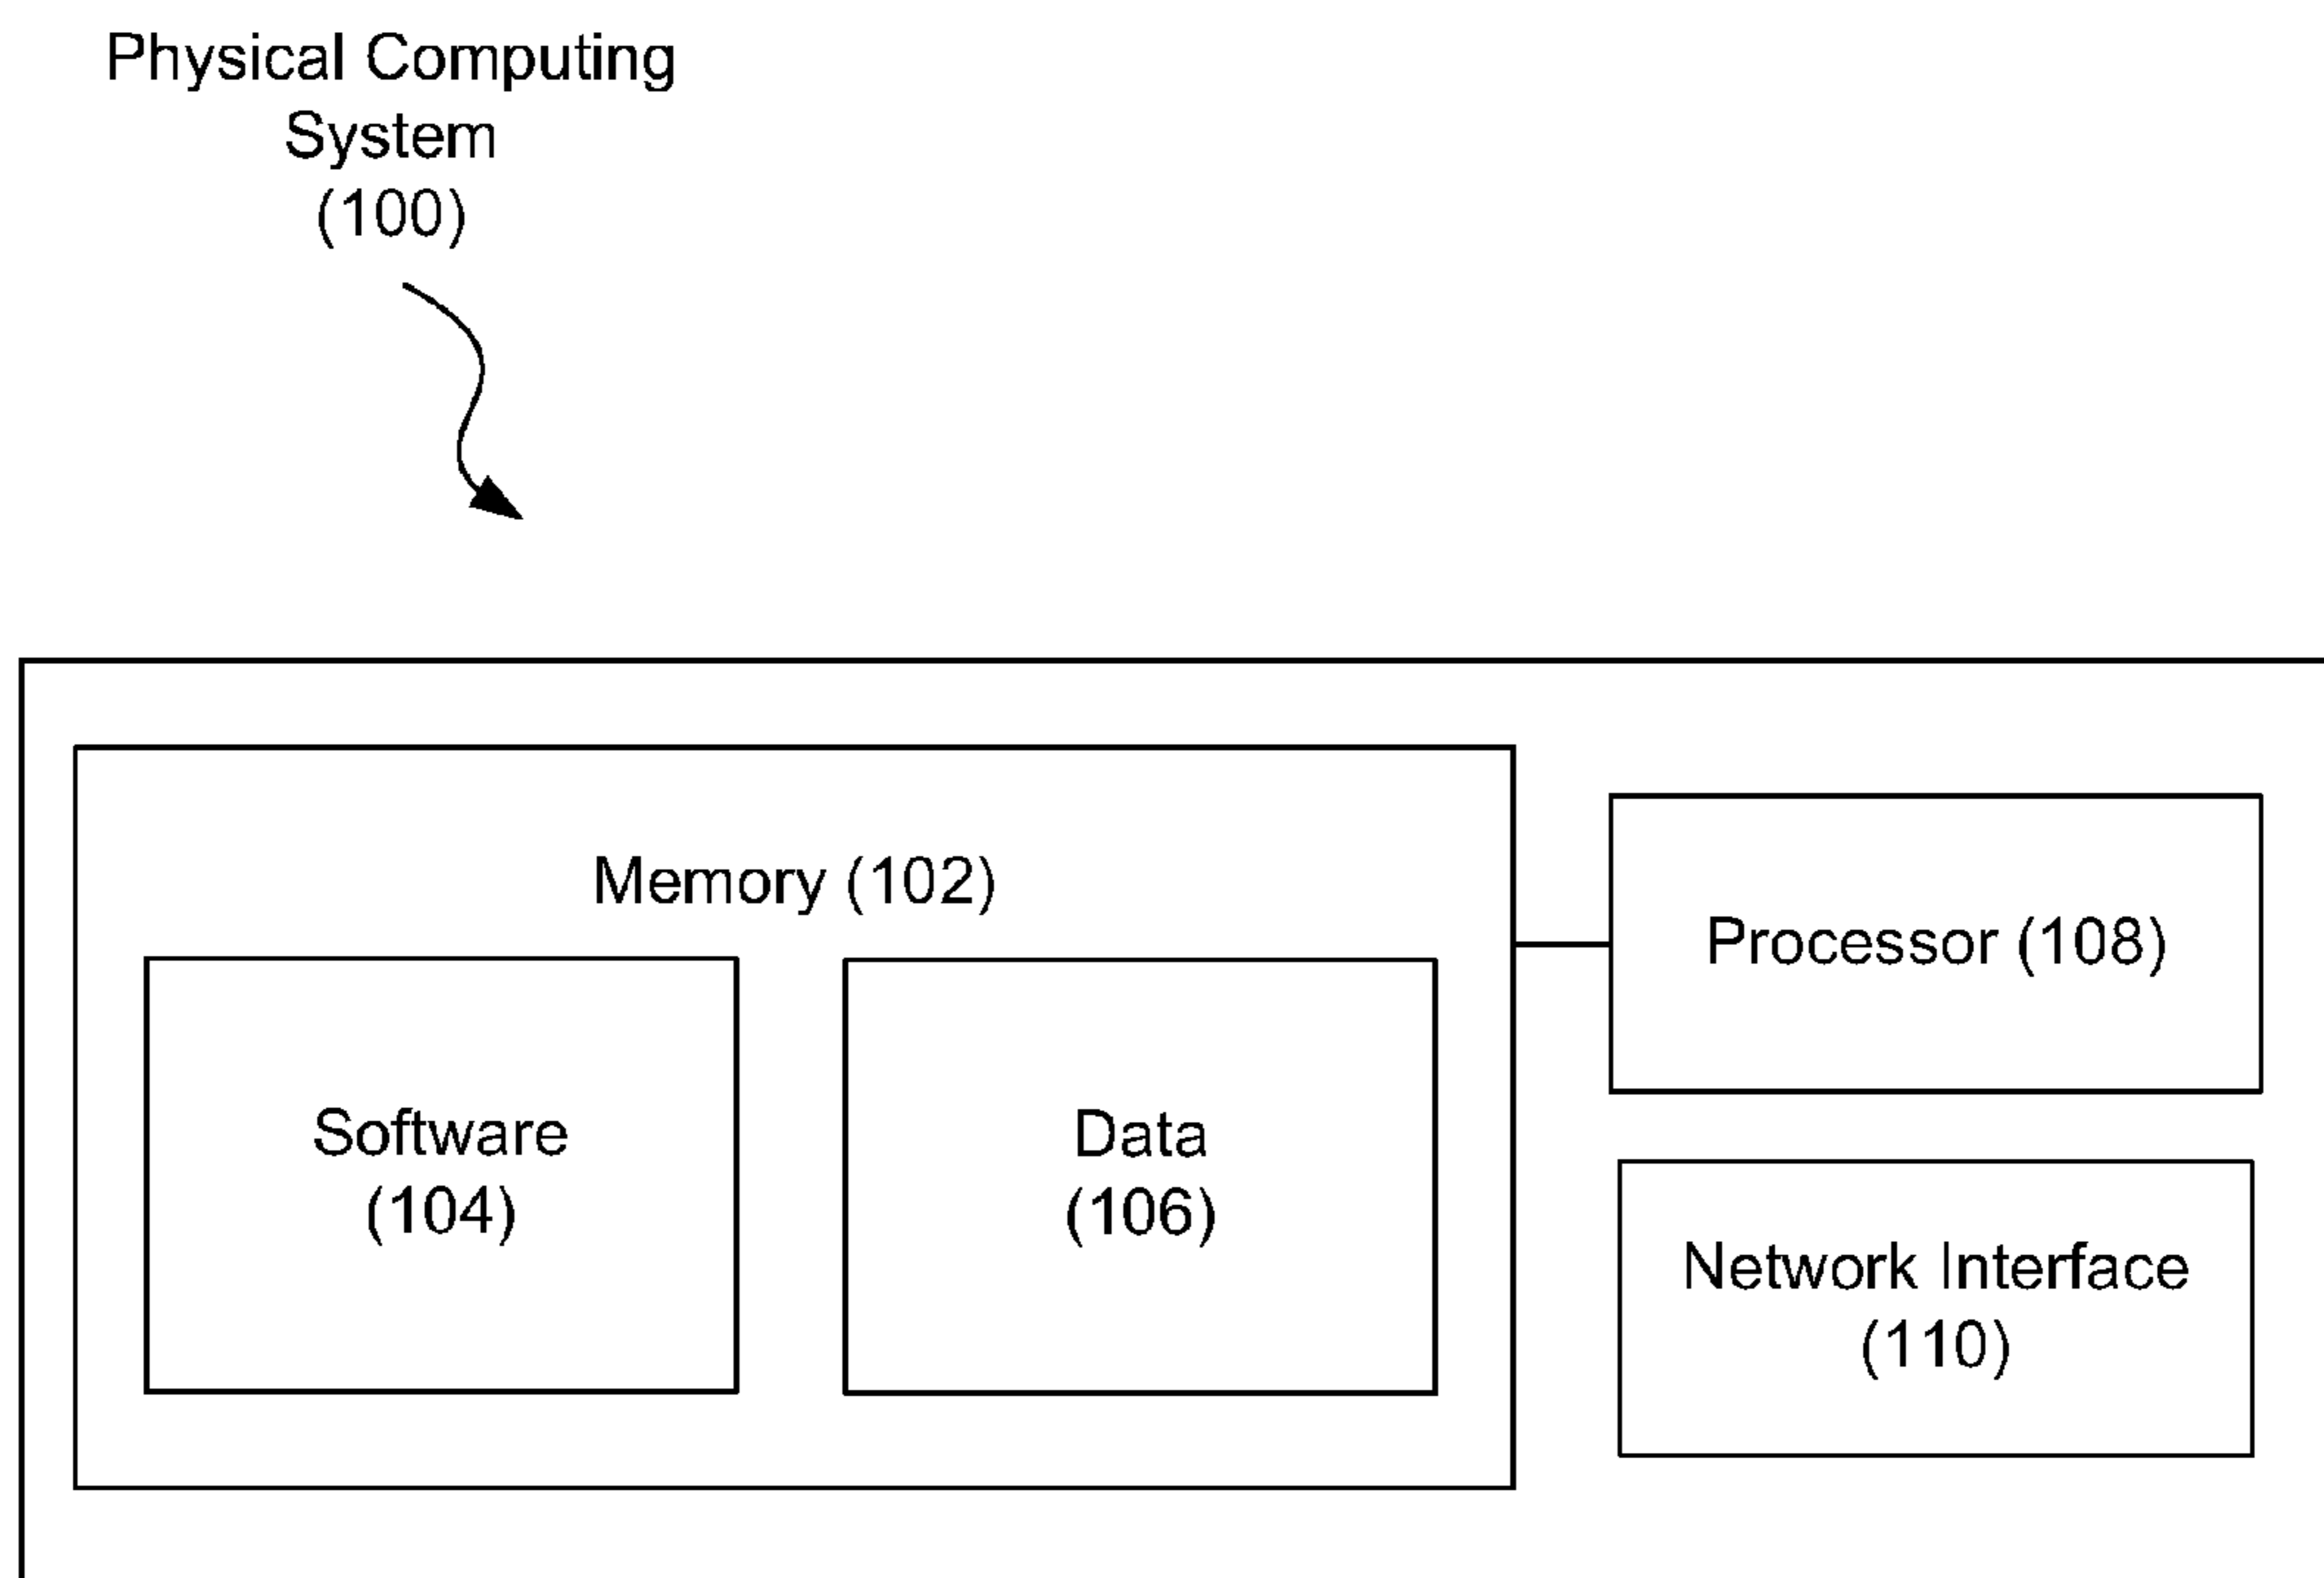 Physical Computing
System
(100)
Memory (102)
Processor (108)
Software
(104)
Data
(106)
Network Interface
(110)